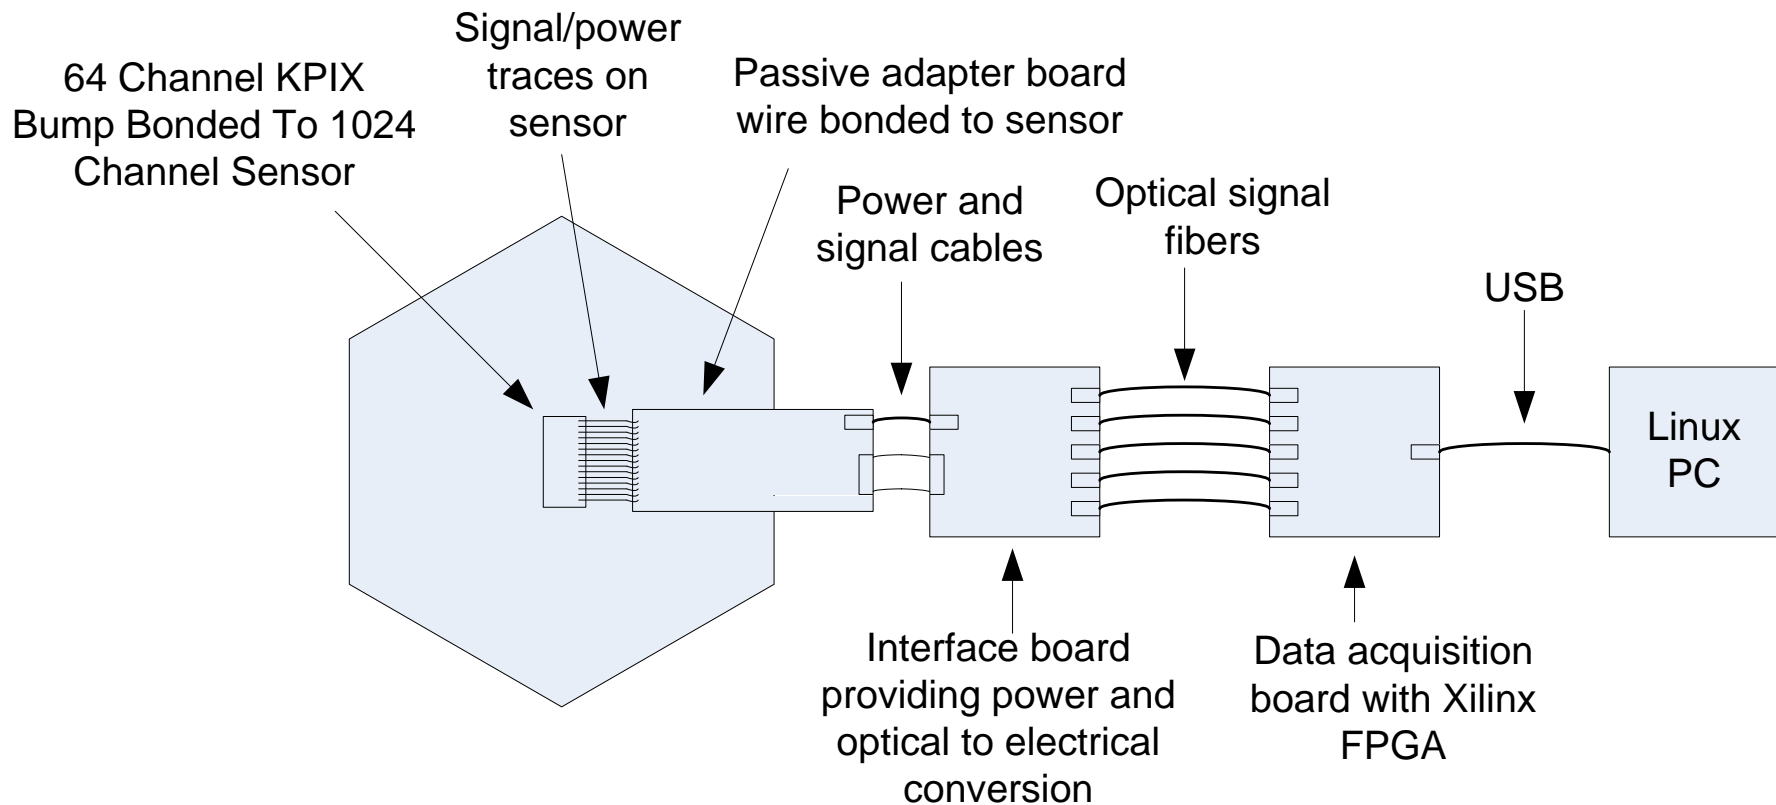 64 Channel KPIX
Bump Bonded To 1024
Channel Sensor
Signal/power
traces on
sensor
Passive adapter board
wire bonded to sensor
Power and
signal cables
Optical signal
fibers
USB
Linux
PC
Interface board
providing power and
optical to electrical
conversion
Data acquisition
board with Xilinx
FPGA